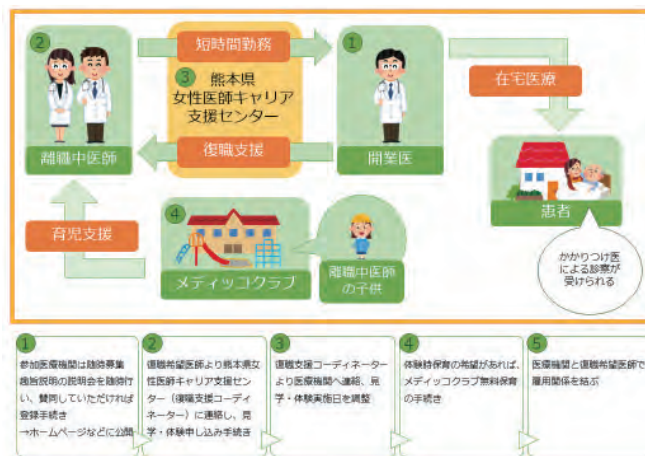 ②
短時間勤務
①
③ 熊本県
女性医師キャリア
支援センター
在宅医療
離職中医師
復職支援
開業医
患者
育児支援
④
メディッコクラブ
離職中医師
の子供
かかりつけ医
による診察が
受けられる
①
参加医療機関は随時募集
趣旨説明の説明会を随時行
い、賛同していただければ
登録手続き
→ホームページなどに公開
②
復職希望医師より熊本県女
性医師キャリア支援セン
ター（復職支援コーディ
ネーター）に連絡し、見
学・体験申し込み手続き
③
復職支援コーディネーター
より医療機関へ連絡、見
学・体験実施日を調整
④
体験時保育の希望があれば、
メディッコクラブ無料保育
の手続き
⑤
医療機関と復職希望医師で
雇用関係を結ぶ